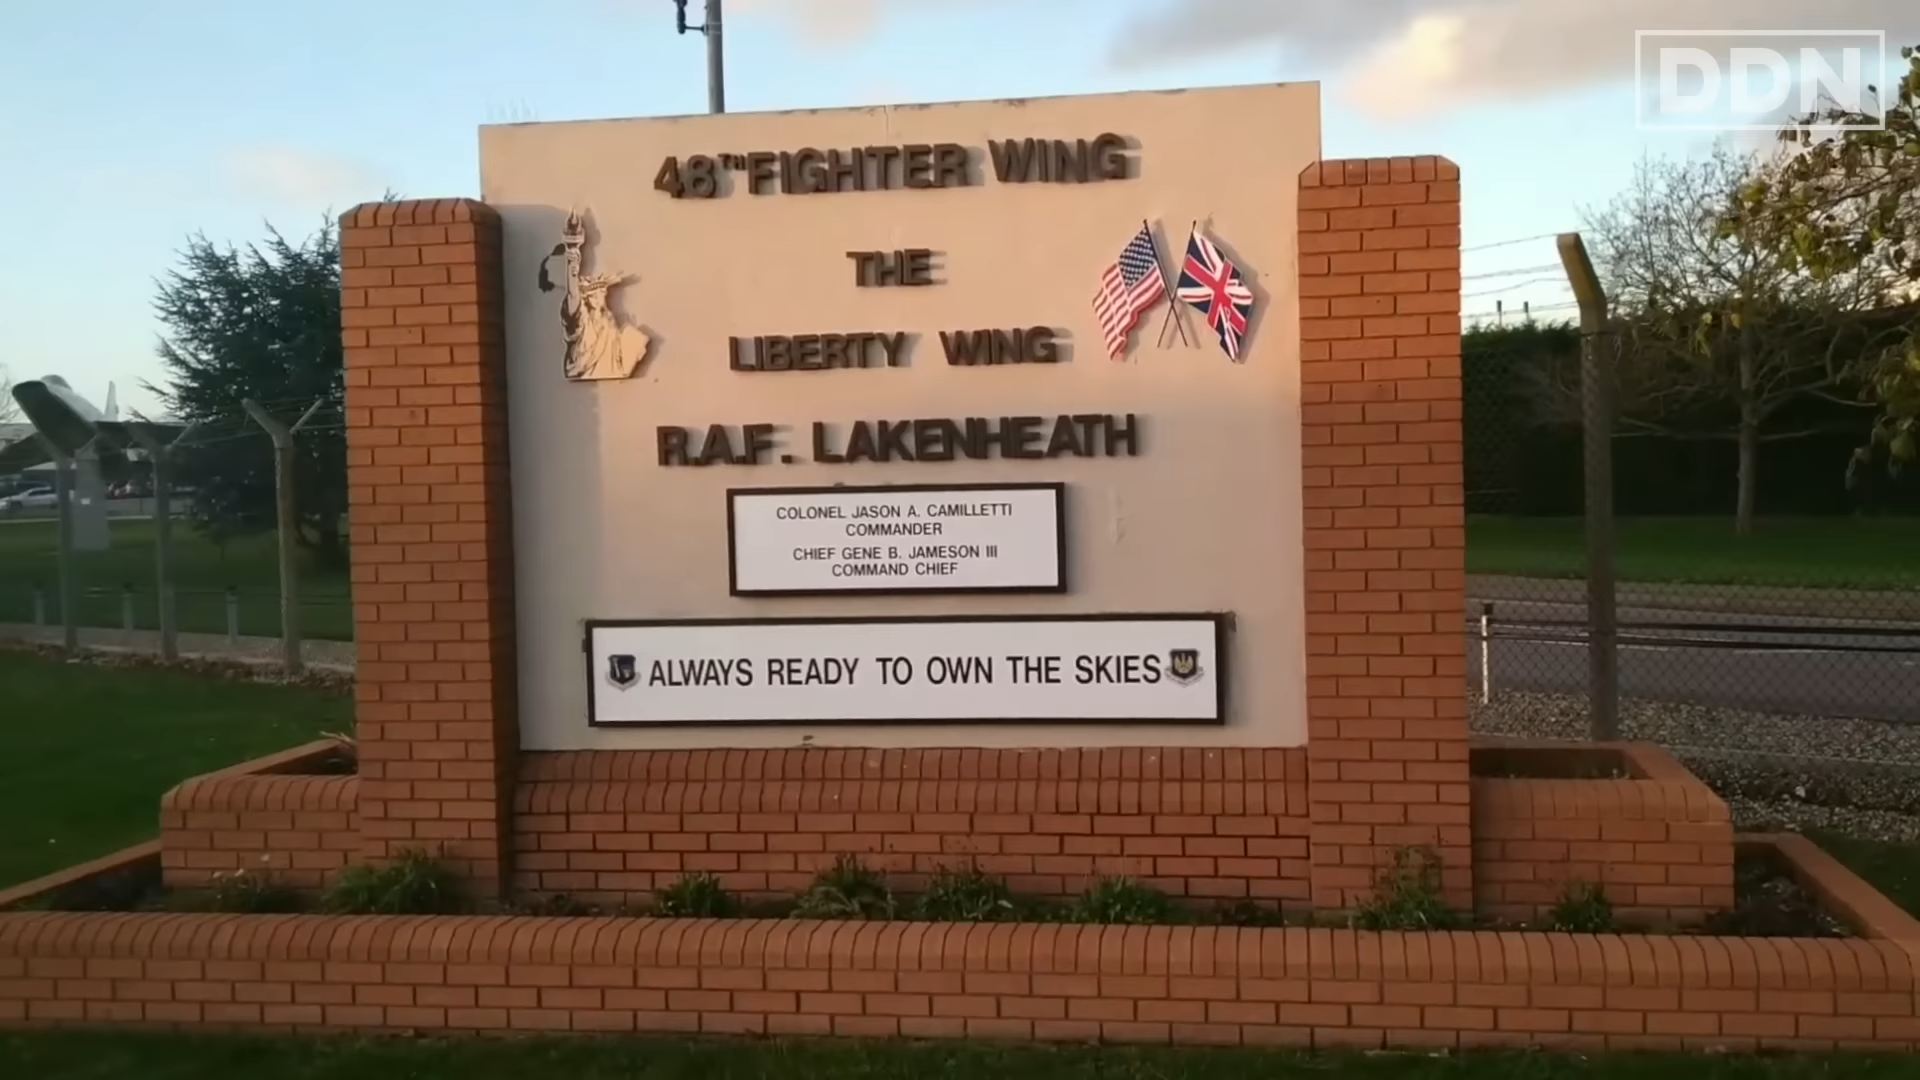 DDN
48TH FIGHTER WING
THE
LIBERTY WING
R.A.F. LAKENHEATH
COLONEL JASON A. CAMILLETTI
COMMANDER
CHIEF GENE B. JAMESON III
COMMAND CHIEF
ALWAYS READY TO OWN THE SKIES